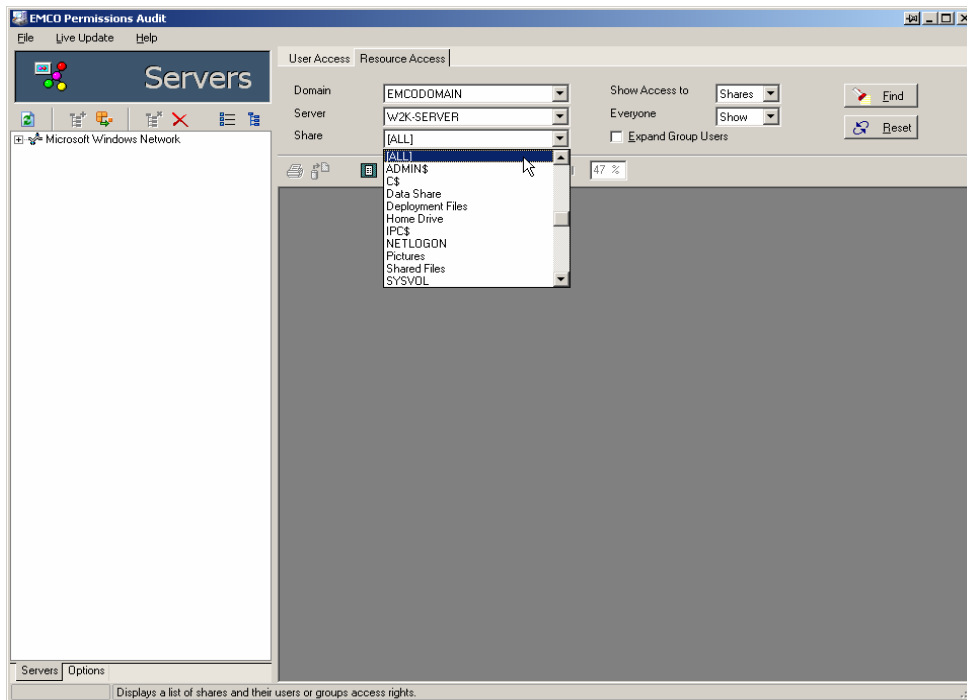 EMCO Permissions Audit
File Live Update Help
Servers
User Access Resource Access
Domain EMCODOMAIN Show Access to Shares Find
Server W2K-SERVER Everyone Show
Share [ALL] Expand Group Users Reset
Microsoft Windows Network
47 %
[ALL]
ADMIN$
C$
Data Share
Deployment Files
Home Drive
IPC$
NETLOGON
Pictures
Shared Files
SYSVOL
Servers Options
Displays a list of shares and their users or groups access rights.